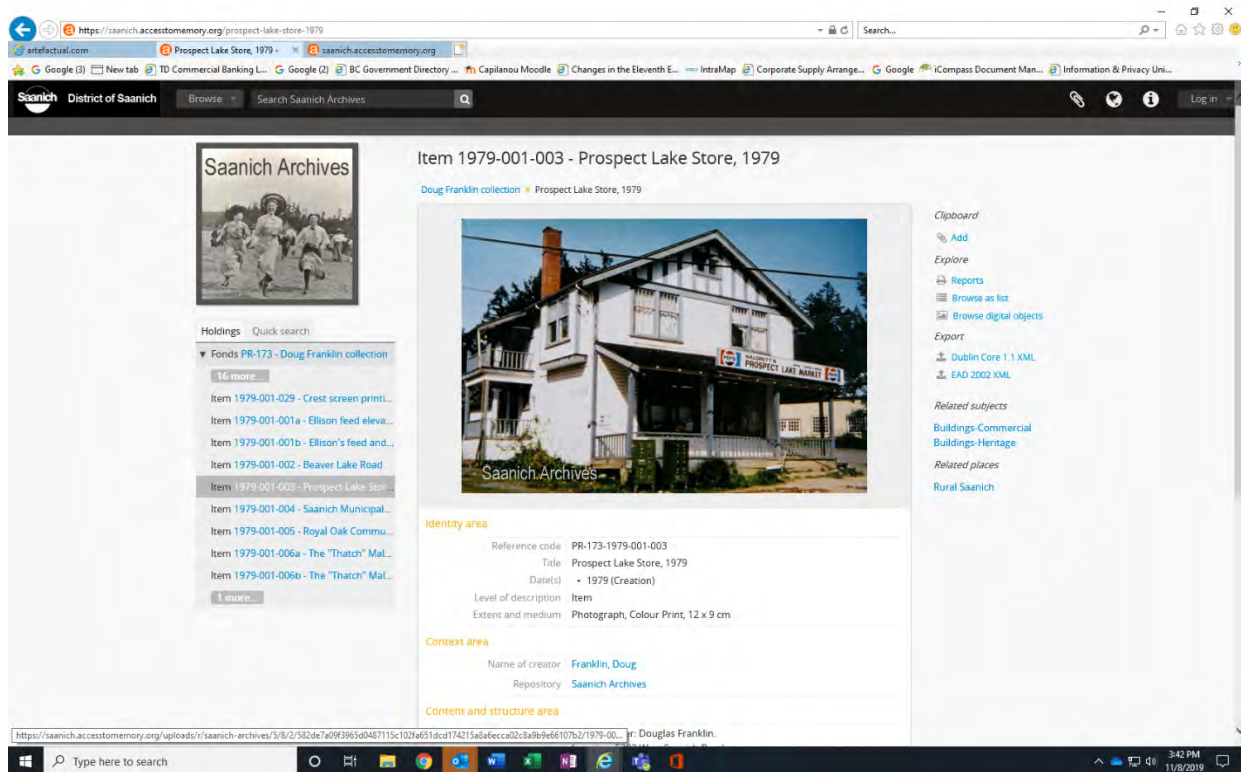 https://saanich.accesstomemory.org/prospect-lake-store-1979
Search...
artefactual.com
Prospect Lake Store, 1979 -
saanich.accesstomemory.org
G Google (3)
New tab
TD Commercial Banking L...
G Google (2)
BC Government Directory ...
Capilanou Moodle
Changes in the Eleventh E...
IntraMap
Corporate Supply Arrange...
G Google
iCompass Document Man...
Information & Privacy Uni...
Saanich
District of Saanich
Browse
Search Saanich Archives
Log in
Saanich Archives
Holdings
Quick search
Fonds PR-173 - Doug Franklin collection
16 more...
Item 1979-001-029 - Crest screen printi...
Item 1979-001-001a - Ellison feed eleva...
Item 1979-001-001b - Ellison's feed and...
Item 1979-001-002 - Beaver Lake Road
Item 1979-001-003 - Prospect Lake Stor...
Item 1979-001-004 - Saanich Municipal...
Item 1979-001-005 - Royal Oak Commu...
Item 1979-001-006a - The "Thatch" Mal...
Item 1979-001-006b - The "Thatch" Mal...
1 more...
Item 1979-001-003 - Prospect Lake Store, 1979
Doug Franklin collection
Prospect Lake Store, 1979
PEPSI
PROSPECT LAKE MARKET
PEPSI
Saanich Archives
Identity area
Reference code PR-173-1979-001-003
Title Prospect Lake Store, 1979
Date(s) • 1979 (Creation)
Level of description Item
Extent and medium Photograph, Colour Print, 12 x 9 cm
Context area
Name of creator Franklin, Doug
Repository Saanich Archives
Content and structure area
r: Douglas Franklin.
Clipboard
Add
Explore
Reports
Browse as list
Browse digital objects
Export
Dublin Core 1.1 XML
EAD 2002 XML
Related subjects
Buildings-Commercial
Buildings-Heritage
Related places
Rural Saanich
Type here to search
3:42 PM
11/8/2019